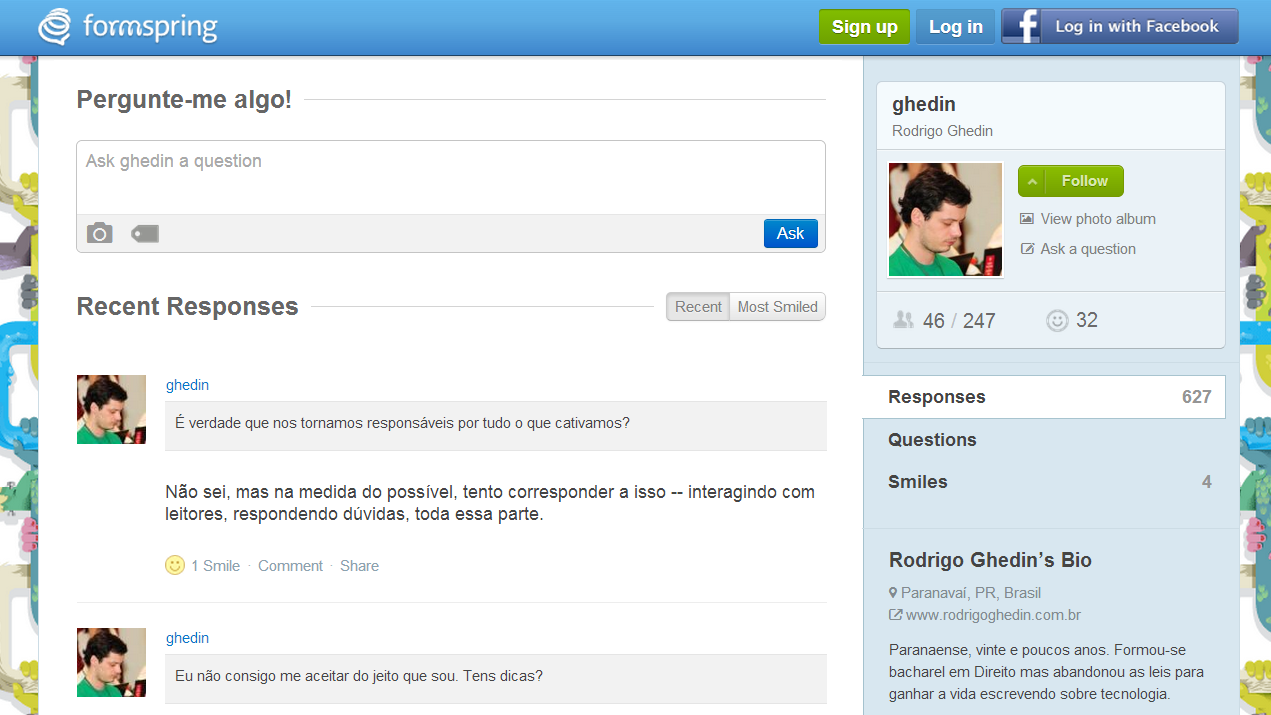 formspring
Sign up
Log in
Log in with Facebook
Pergunte-me algo!
Ask ghedin a question
Ask
Recent Responses
Recent
Most Smiled
ghedin
É verdade que nos tornamos responsáveis por tudo o que cativamos?
Não sei, mas na medida do possível, tento corresponder a isso -- interagindo com
leitores, respondendo dúvidas, toda essa parte.
1 Smile · Comment · Share
ghedin
Eu não consigo me aceitar do jeito que sou. Tens dicas?
ghedin
Rodrigo Ghedin
Follow
View photo album
Ask a question
46 / 247
32
Responses 627
Questions
Smiles 4
Rodrigo Ghedin’s Bio
Paranavaí, PR, Brasil
www.rodrigoghedin.com.br
Paranaense, vinte e poucos anos. Formou-se
bacharel em Direito mas abandonou as leis para
ganhar a vida escrevendo sobre tecnologia.